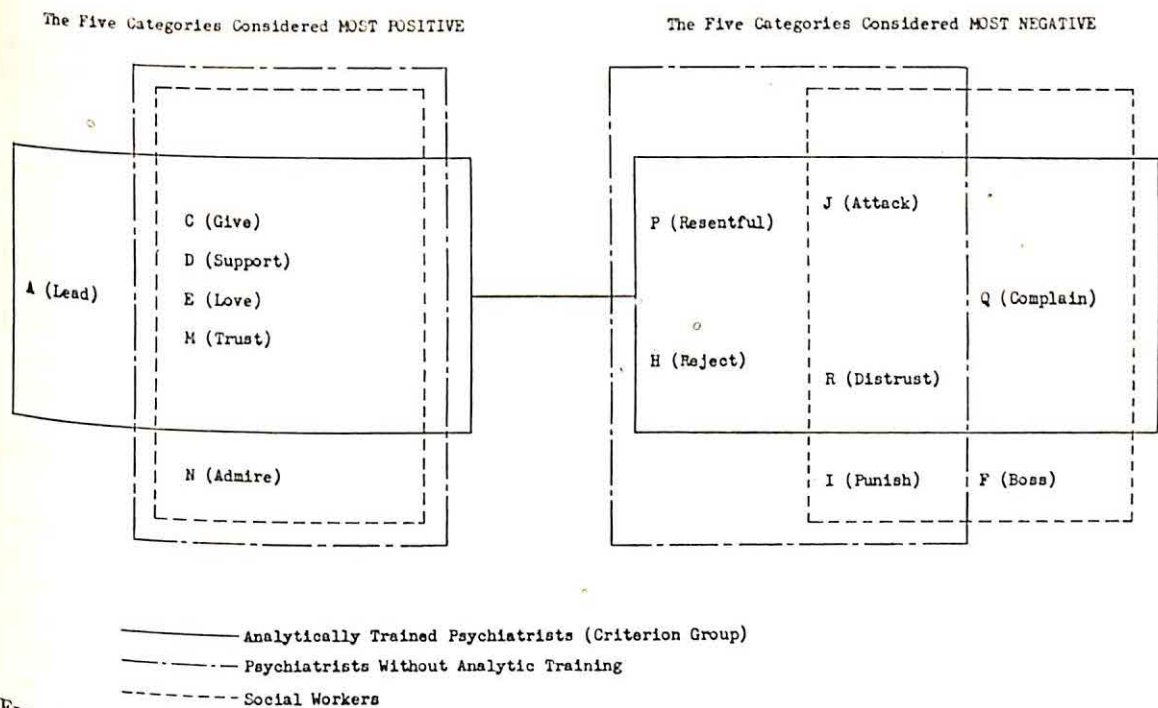 The Five Categories Considered MOST POSITIVE
The Five Categories Considered MOST NEGATIVE
A (Lead)
C (Give)
D (Support)
E (Love)
M (Trust)
N (Admire)
P (Resentful)
H (Reject)
J (Attack)
R (Distrust)
Q (Complain)
I (Punish)
F (Boss)
Analytically Trained Psychiatrists (Criterion Group)
Psychiatrists Without Analytic Training
Social Workers